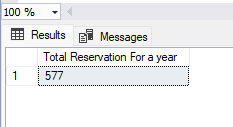 100 %
Results Messages
Total Reservation For a year
1 577